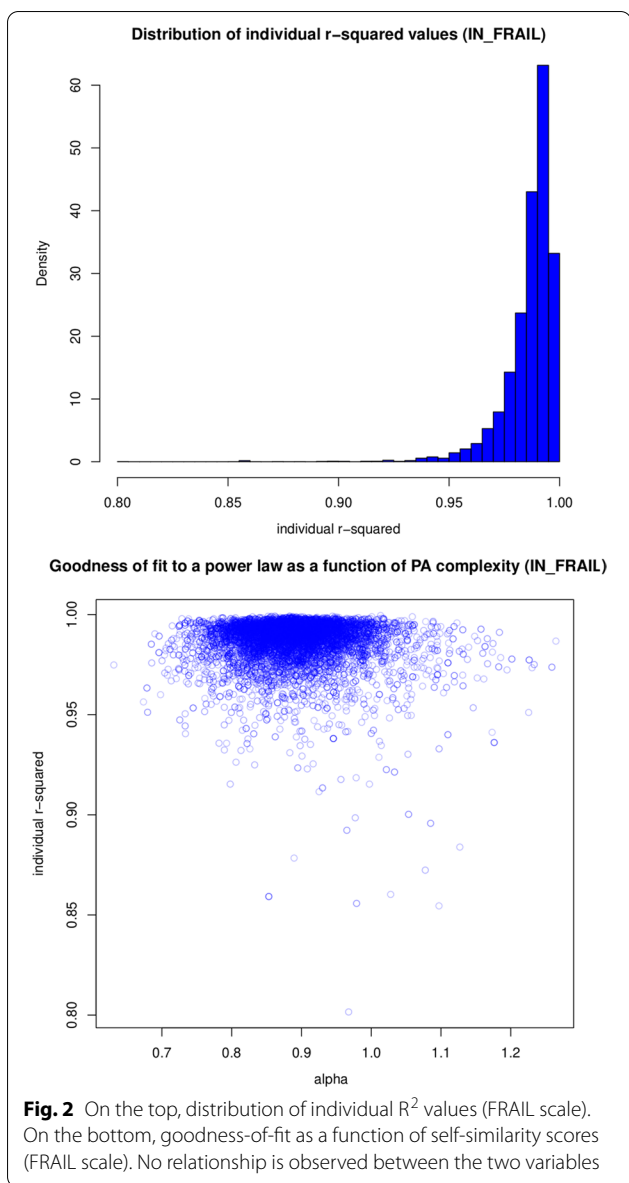 Distribution of individual r−squared values (IN_FRAIL)
60
50
40
30
20
10
0
Density
0.80 0.85 0.90 0.95 1.00
individual r−squared
Goodness of fit to a power law as a function of PA complexity (IN_FRAIL)
1.00
0.95
0.90
0.85
0.80
individual r−squared
0.7 0.8 0.9 1.0 1.1 1.2
alpha
Fig. 2 On the top, distribution of individual R² values (FRAIL scale).
On the bottom, goodness-of-fit as a function of self-similarity scores
(FRAIL scale). No relationship is observed between the two variables